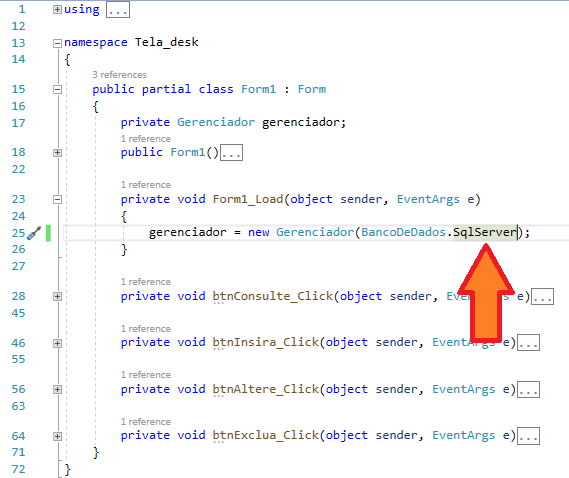 1 using ...
12
13 namespace Tela_desk
14 {
3 references
15 public partial class Form1 : Form
16 {
17 private Gerenciador gerenciador;
1 reference
18 public Form1()...
22
1 reference
23 private void Form1_Load(object sender, EventArgs e)
24 {
25 gerenciador = new Gerenciador(BancoDeDados.SqlServer);
26 }
27
1 reference
28 private void btnConsulte_Click(object sender, EventArgs e)...
45
1 reference
46 private void btnInsira_Click(object sender, EventArgs e)...
55
1 reference
56 private void btnAltere_Click(object sender, EventArgs e)...
63
1 reference
64 private void btnExclua_Click(object sender, EventArgs e)...
71 }
72 }